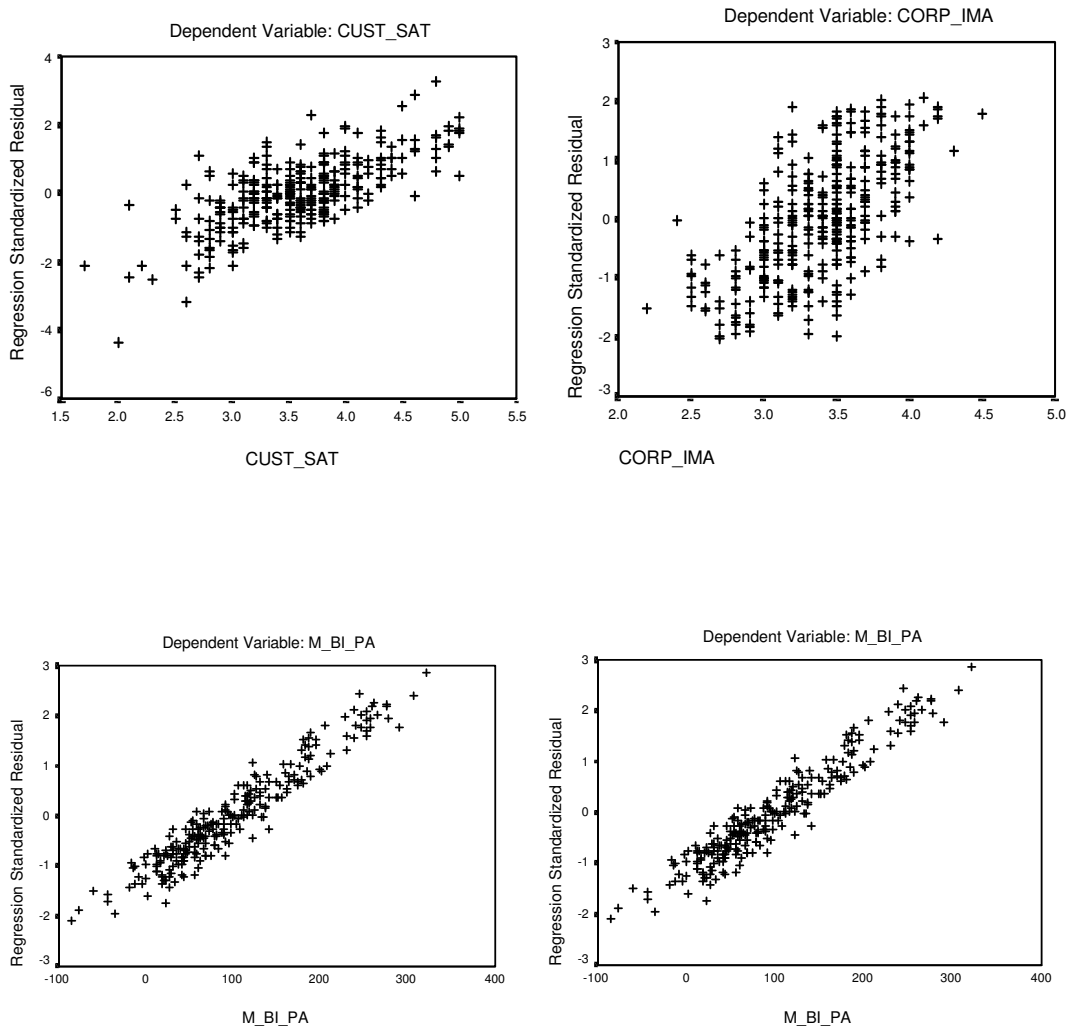 Dependent Variable: CUST_SAT
Regression Standardized Residual
4
2
0
-2
-4
-6
1.5 2.0 2.5 3.0 3.5 4.0 4.5 5.0 5.5
CUST_SAT
Dependent Variable: CORP_IMA
Regression Standardized Residual
3
2
1
0
-1
-2
-3
2.0 2.5 3.0 3.5 4.0 4.5 5.0
CORP_IMA
Dependent Variable: M_BI_PA
Regression Standardized Residual
3
2
1
0
-1
-2
-3
-100 0 100 200 300 400
M_BI_PA
Dependent Variable: M_BI_PA
Regression Standardized Residual
3
2
1
0
-1
-2
-3
-100 0 100 200 300 400
M_BI_PA